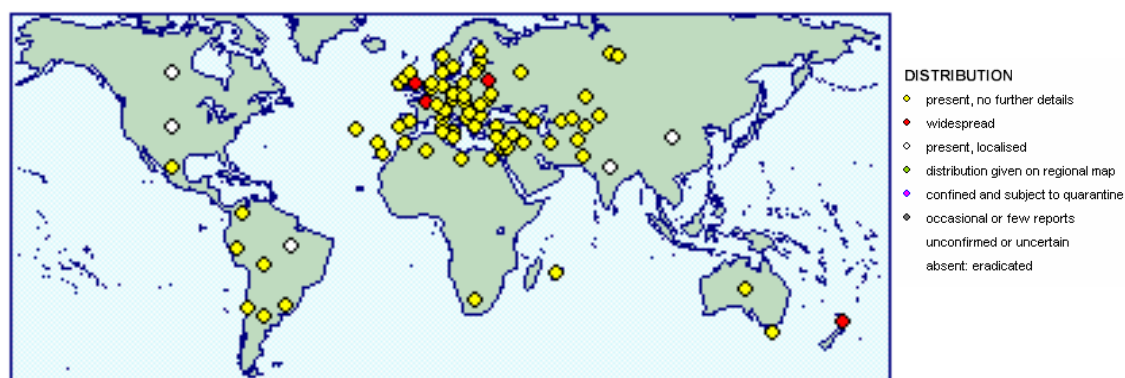 DISTRIBUTION
present, no further details
widespread
present, localised
distribution given on regional map
confined and subject to quarantine
occasional or few reports
unconfirmed or uncertain
absent: eradicated